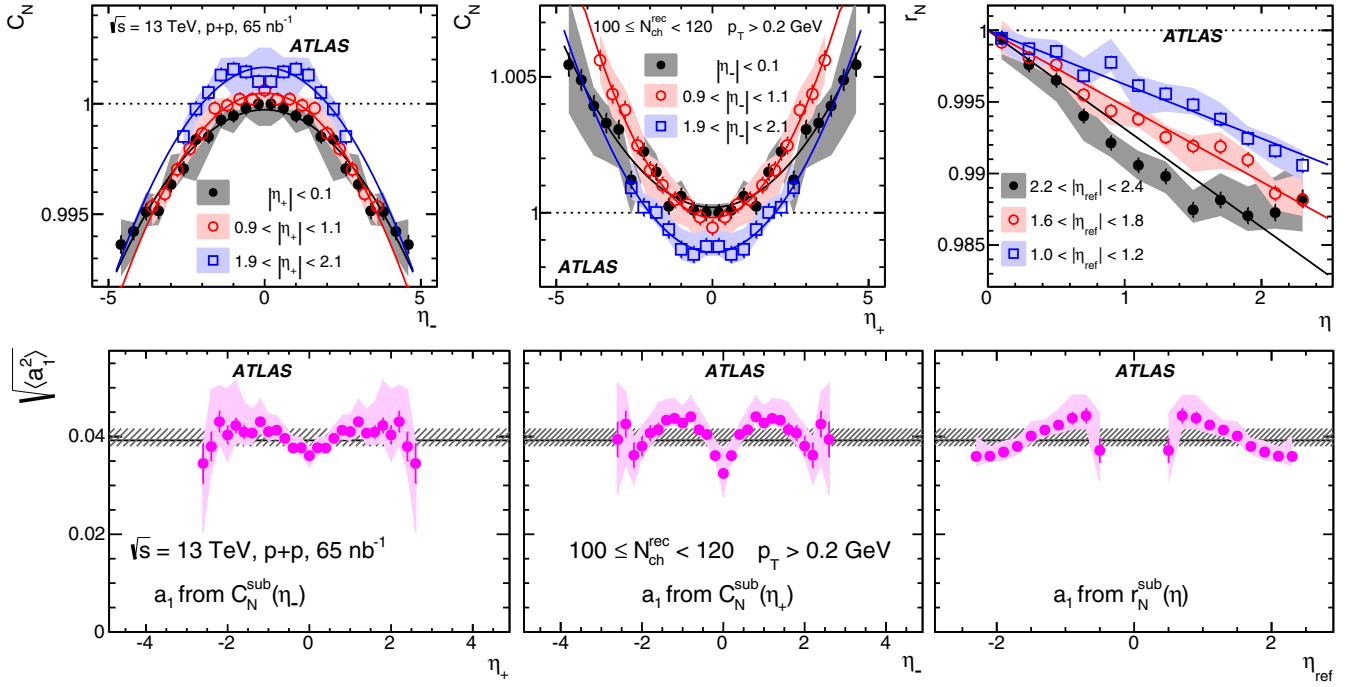 C_N
√s = 13 TeV, p+p, 65 nb⁻¹
ATLAS
1
0.995
|η₊| < 0.1
0.9 < |η₊| < 1.1
1.9 < |η₊| < 2.1
-5 0 5
η₋
C_N
100 ≤ N_ch^rec < 120 p_T > 0.2 GeV
1.005
|η₋| < 0.1
0.9 < |η₋| < 1.1
1.9 < |η₋| < 2.1
1
ATLAS
-5 0 5
η₊
r_N
1
ATLAS
0.995
0.99
2.2 < |η_ref| < 2.4
1.6 < |η_ref| < 1.8
0.985
1.0 < |η_ref| < 1.2
0 1 2
η
√⟨a₁²⟩
ATLAS
0.04
0.02
√s = 13 TeV, p+p, 65 nb⁻¹
a₁ from C_N^sub(η₋)
0
-4 -2 0 2 4
η₊
ATLAS
100 ≤ N_ch^rec < 120 p_T > 0.2 GeV
a₁ from C_N^sub(η₊)
-4 -2 0 2 4
η₋
ATLAS
a₁ from r_N^sub(η)
-2 0 2
η_ref